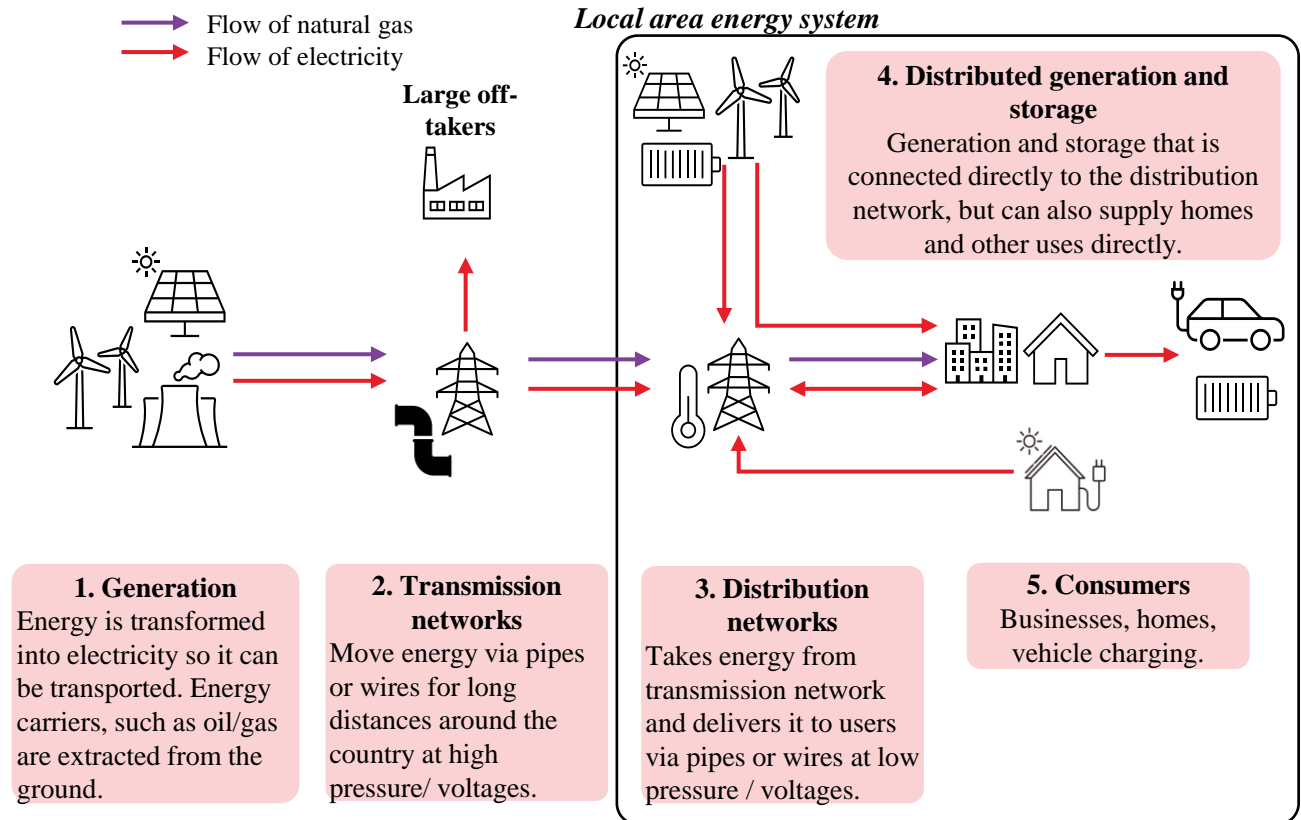 Flow of natural gas
Flow of electricity
Local area energy system
Large off-
takers
4. Distributed generation and
storage
Generation and storage that is
connected directly to the distribution
network, but can also supply homes
and other uses directly.
1. Generation
Energy is transformed
into electricity so it can
be transported. Energy
carriers, such as oil/gas
are extracted from the
ground.
2. Transmission
networks
Move energy via pipes
or wires for long
distances around the
country at high
pressure/ voltages.
3. Distribution
networks
Takes energy from
transmission network
and delivers it to users
via pipes or wires at low
pressure / voltages.
5. Consumers
Businesses, homes,
vehicle charging.